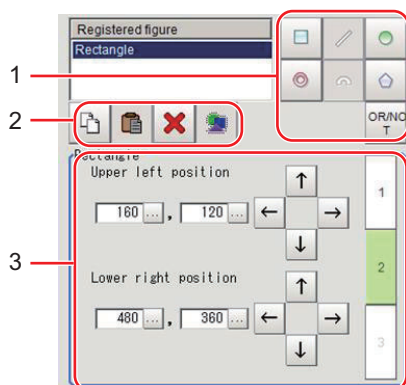 Registered figure
Rectangle
1
2
OR/NO
T
Rectangle
Upper left position
160 ... , 120 ...
1
2
3
3
Lower right position
480 ... , 360 ...